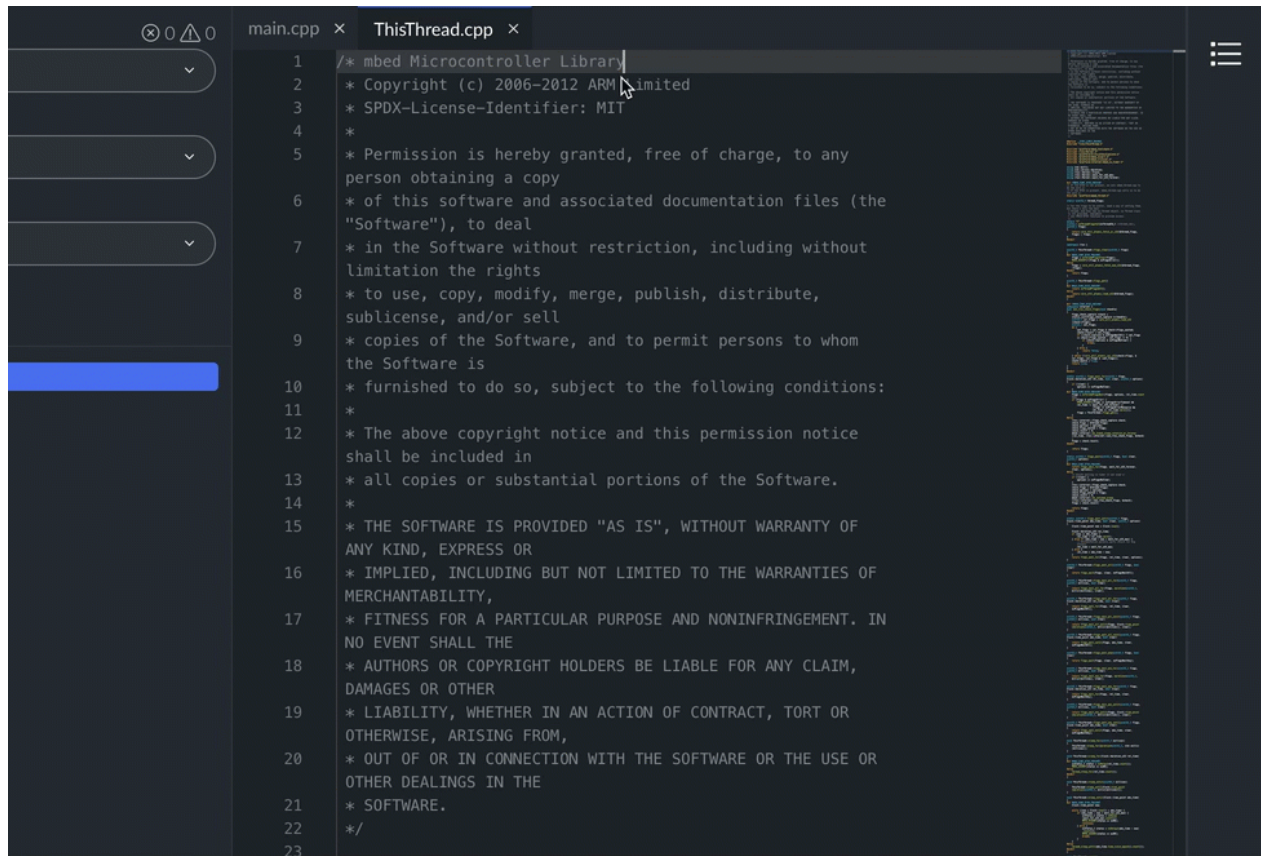 0 0 main.cpp × ThisThread.cpp ×
1 /* mbed Microcontroller Library
2 * Copyright (c) 2006-2012 ARM Limited
3 * SPDX-License-Identifier: MIT
4 *
5 * Permission is hereby granted, free of charge, to any
person obtaining a copy
6 * of this software and associated documentation files (the
"Software"), to deal
7 * in the Software without restriction, including without
limitation the rights
8 * to use, copy, modify, merge, publish, distribute,
sublicense, and/or sell
9 * copies of the Software, and to permit persons to whom
the Software is
10 * furnished to do so, subject to the following conditions:
11 *
12 * The above copyright notice and this permission notice
shall be included in
13 * all copies or substantial portions of the Software.
14 *
15 * THE SOFTWARE IS PROVIDED "AS IS", WITHOUT WARRANTY OF
ANY KIND, EXPRESS OR
16 * IMPLIED, INCLUDING BUT NOT LIMITED TO THE WARRANTIES OF
MERCHANTABILITY,
17 * FITNESS FOR A PARTICULAR PURPOSE AND NONINFRINGEMENT. IN
NO EVENT SHALL THE
18 * AUTHORS OR COPYRIGHT HOLDERS BE LIABLE FOR ANY CLAIM,
DAMAGES OR OTHER
19 * LIABILITY, WHETHER IN AN ACTION OF CONTRACT, TORT OR
OTHERWISE, ARISING FROM,
20 * OUT OF OR IN CONNECTION WITH THE SOFTWARE OR THE USE OR
OTHER DEALINGS IN THE
21 * SOFTWARE.
22 */
23